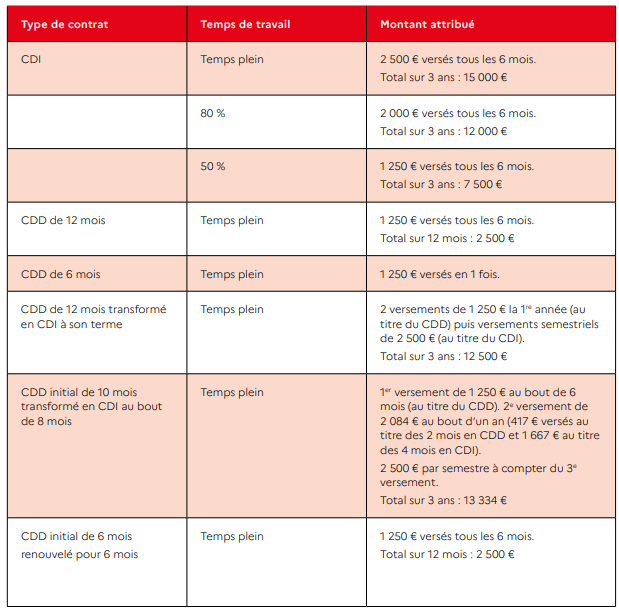 Type de contrat Temps de travail Montant attribué
CDI Temps plein 2 500 € versés tous les 6 mois.
Total sur 3 ans : 15 000 €
80 % 2 000 € versés tous les 6 mois.
Total sur 3 ans : 12 000 €
50 % 1 250 € versés tous les 6 mois.
Total sur 3 ans : 7 500 €
CDD de 12 mois Temps plein 1 250 € versés tous les 6 mois.
Total sur 12 mois : 2 500 €
CDD de 6 mois Temps plein 1 250 € versés en 1 fois.
CDD de 12 mois transformé
en CDI à son terme
Temps plein
2 versements de 1 250 € la 1re année (au
titre du CDD) puis versements semestriels
de 2 500 € (au titre du CDI).
Total sur 3 ans : 12 500 €
CDD initial de 10 mois
transformé en CDI au bout
de 8 mois
Temps plein
1er versement de 1 250 € au bout de 6
mois (au titre du CDD). 2e versement de
2 084 € au bout d'un an (417 € versés au
titre des 2 mois en CDD et 1 667 € au titre
des 4 mois en CDI).
2 500 € par semestre à compter du 3e
versement.
Total sur 3 ans : 13 334 €
CDD initial de 6 mois
renouvelé pour 6 mois
Temps plein
1 250 € versés tous les 6 mois.
Total sur 12 mois : 2 500 €